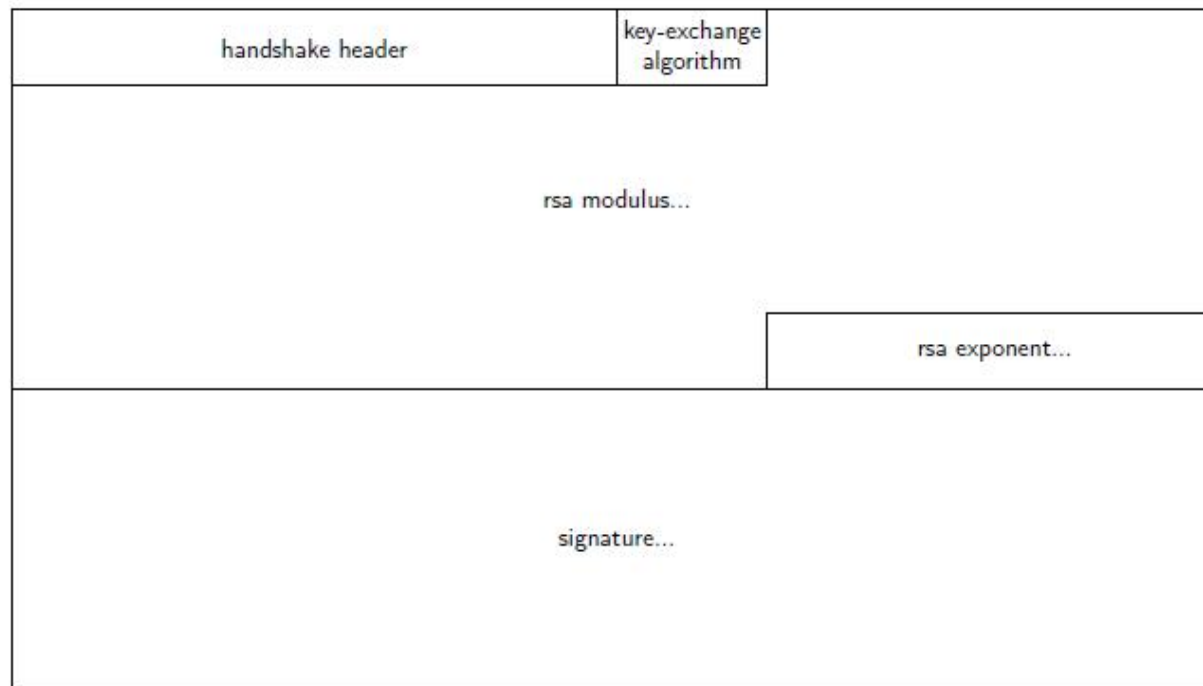 handshake header
key-exchange
algorithm
rsa modulus...
rsa exponent...
signature...